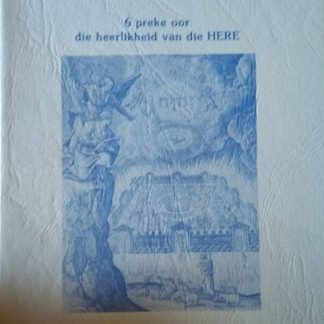 6 preke oor
die heerlikheid van die HERE